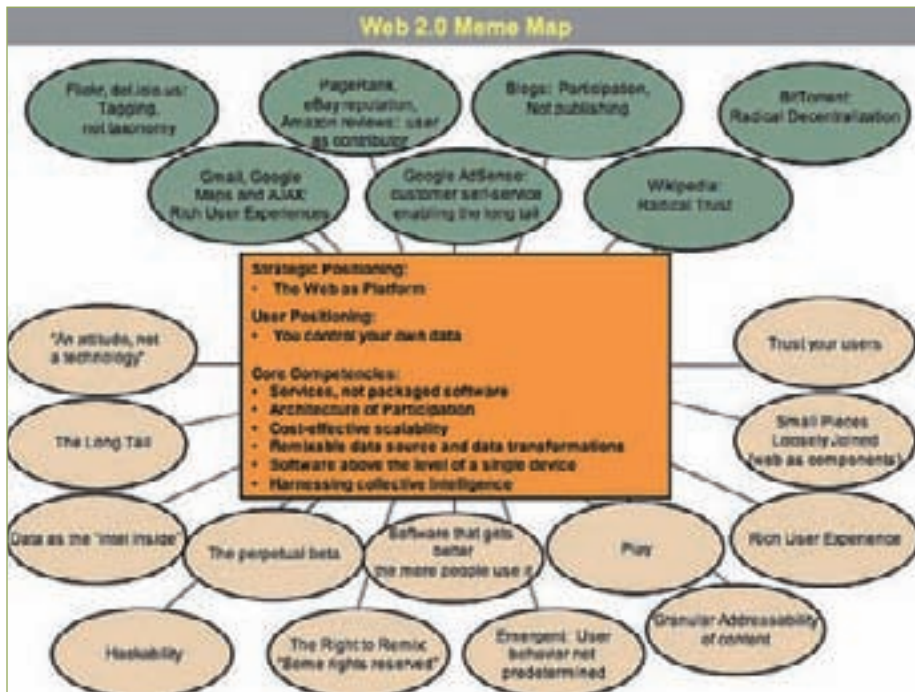 Web 2.0 Meme Map
Flickr, del.icio.us:
Tagging,
not taxonomy
PageRank,
eBay reputation,
Amazon reviews: user
as contributor
Blogs: Participation,
Not publishing
BitTorrent:
Radical Decentralization
Gmail, Google
Maps and AJAX:
Rich User Experiences
Google AdSense:
customer self-service
enabling the long tail
Wikipedia:
Radical Trust
Strategic Positioning:
• The Web as Platform
User Positioning:
• You control your own data
Core Competencies:
• Services, not packaged software
• Architecture of Participation
• Cost-effective scalability
• Remixable data source and data transformations
• Software above the level of a single device
• Harnessing collective intelligence
"An attitude, not
a technology"
Trust your users
The Long Tail
Small Pieces
Loosely Joined
(web as components)
Data as the "Intel Inside"
The perpetual beta
Software that gets
better
the more people use it
Play
Rich User Experience
Hackability
The Right to Remix:
"Some rights reserved"
Emergent: User
behavior not
predetermined
Granular Addressability
of content